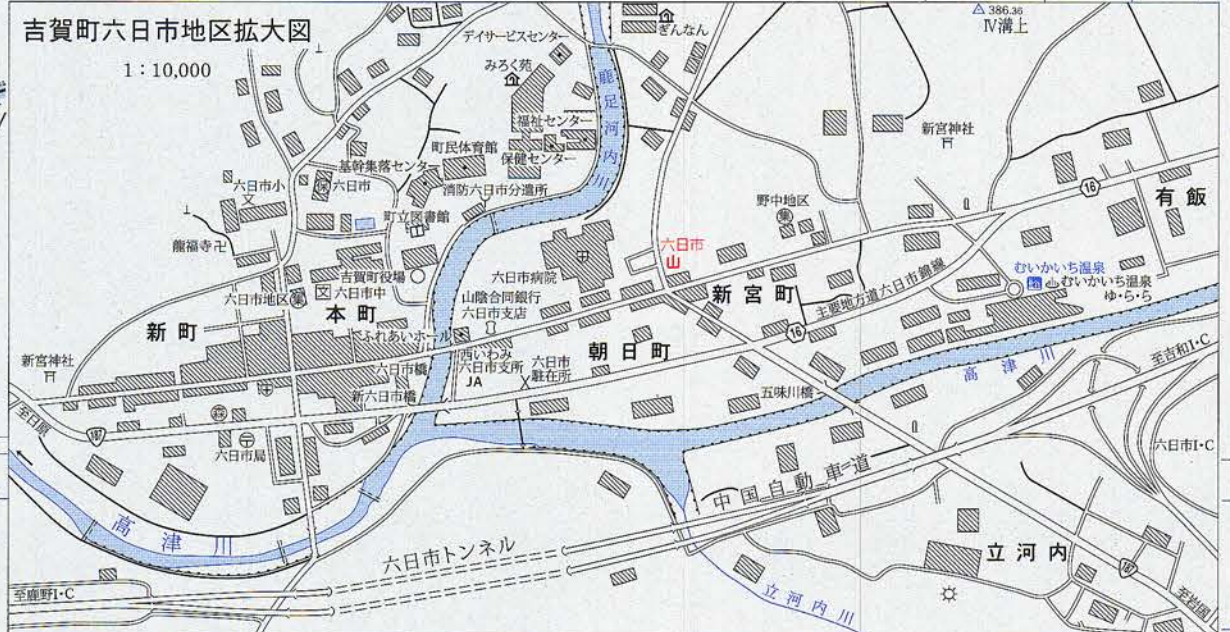 吉賀町六日市地区拡大図
1：10,000
△ 386.36
Ⅳ溝上
ぎんなん
デイサービスセンター
みろく苑
鹿足河内川
福祉センター
町民体育館
保健センター
基幹集落センター
消防六日市分遣所
新宮神社
16
有飯
六日市小
文
保
六日市
町立図書館
野中地区
集
龍福寺卍
六日市
山
吉賀町役場
六日市病院
むいかいち温泉
むいかいち温泉
ゆ・ら・ら
六日市地区
集
文
六日市中
山陰合同銀行
六日市支店
新宮町
主要地方道六日市錦線
新町
本町
ふれあいホール
16
朝日町
新宮神社
六日市橋
西いわみ
六日市支所
JA
六日市
駐在所
高津川
至吉和I・C
新六日市橋
五味川橋
至日原
187
森
六日市局
六日市I・C
中国自動車道
高津川
六日市トンネル
立河内
187
至鹿野I・C
立河内川
至岩国